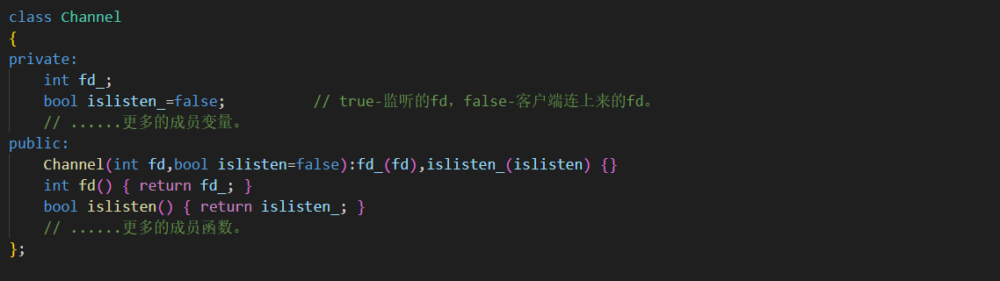 class Channel
{
private:
    int fd_;
    bool islisten_=false;          // true-监听的fd，false-客户端连上来的fd。
    // ......更多的成员变量。
public:
    Channel(int fd,bool islisten=false):fd_(fd),islisten_(islisten) {}
    int fd() { return fd_; }
    bool islisten() { return islisten_; }
    // ......更多的成员函数。
};